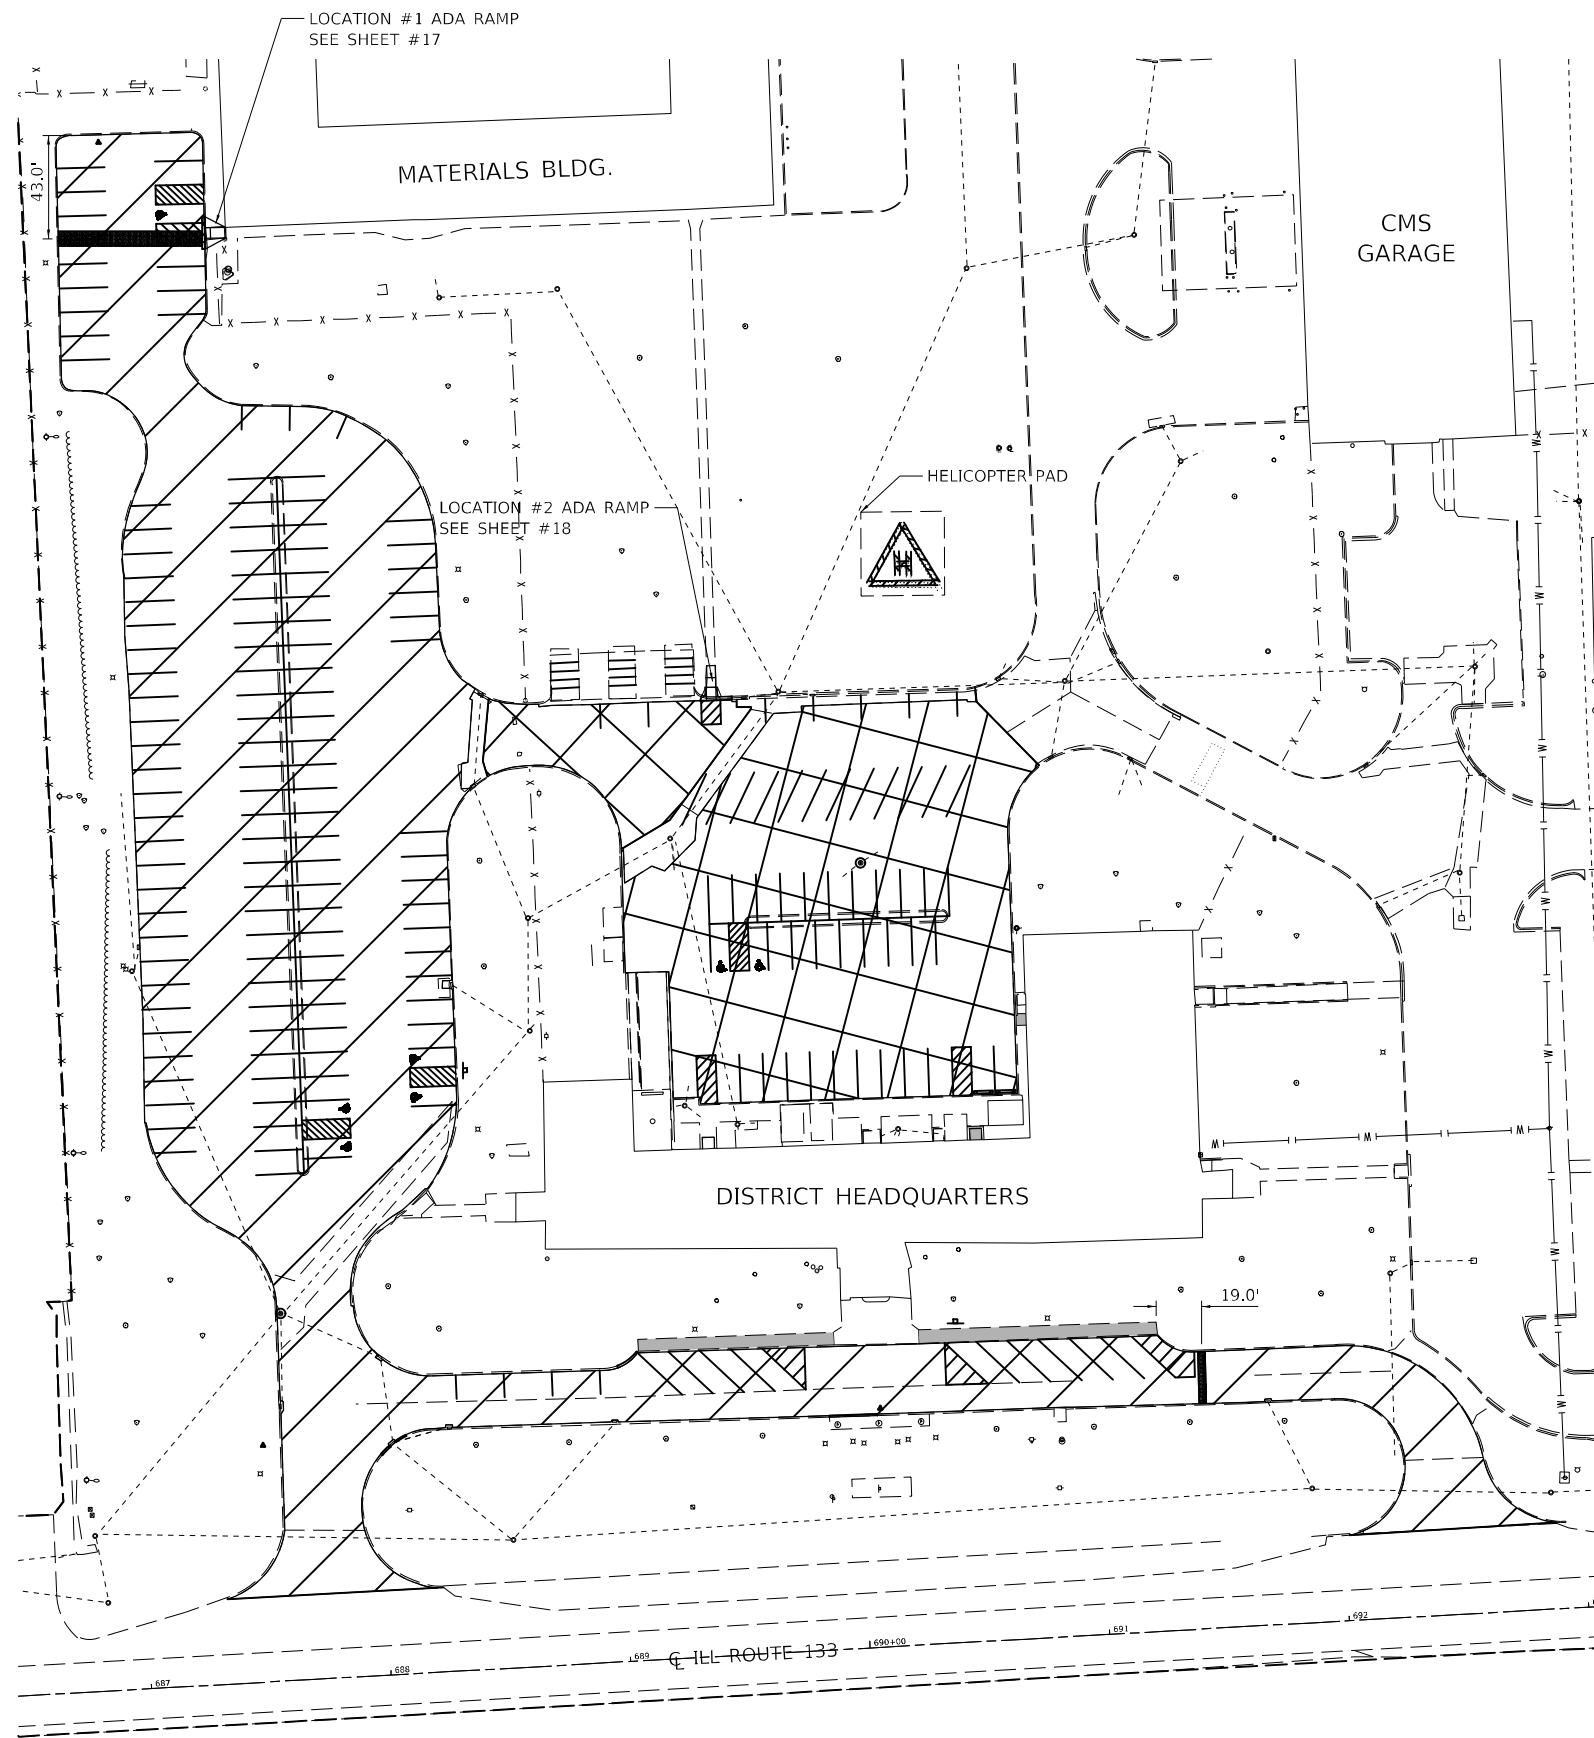 LOCATION #1 ADA RAMP
SEE SHEET #17
43.0'
MATERIALS BLDG.
CMS
GARAGE
HELICOPTER PAD
LOCATION #2 ADA RAMP
SEE SHEET #18
H
DISTRICT HEADQUARTERS
19.0'
687
688
689
690+00
691
692
℄ ILL ROUTE 133